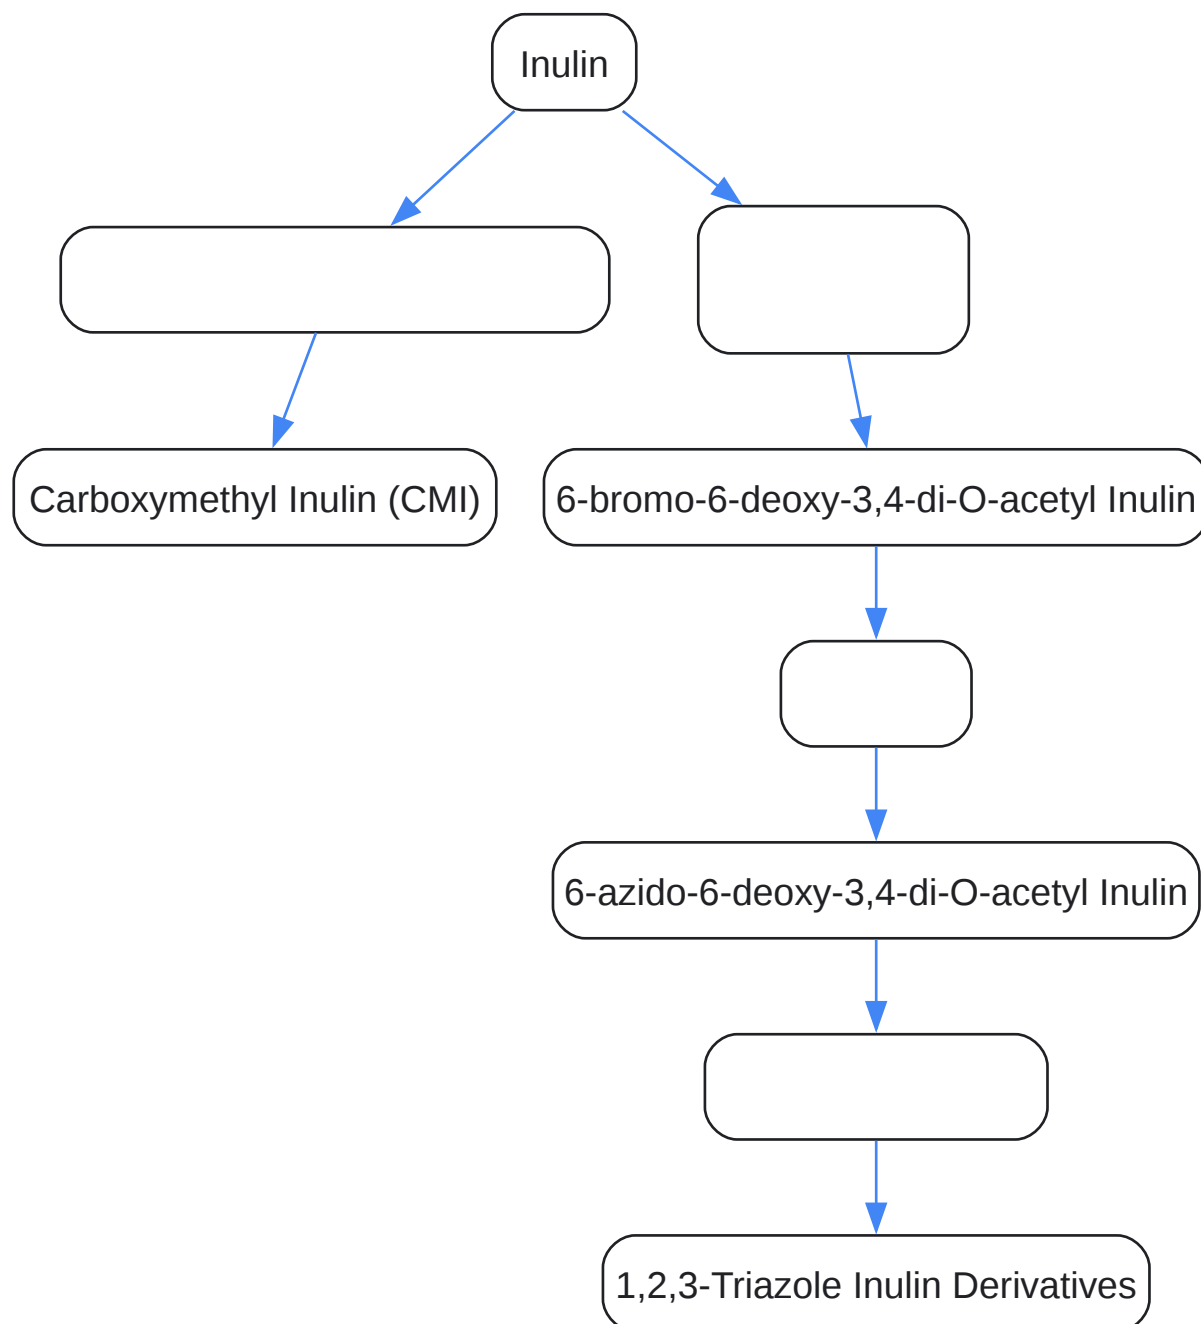 Inulin
Carboxymethyl Inulin (CMI)
6-bromo-6-deoxy-3,4-di-O-acetyl Inulin
6-azido-6-deoxy-3,4-di-O-acetyl Inulin
1,2,3-Triazole Inulin Derivatives